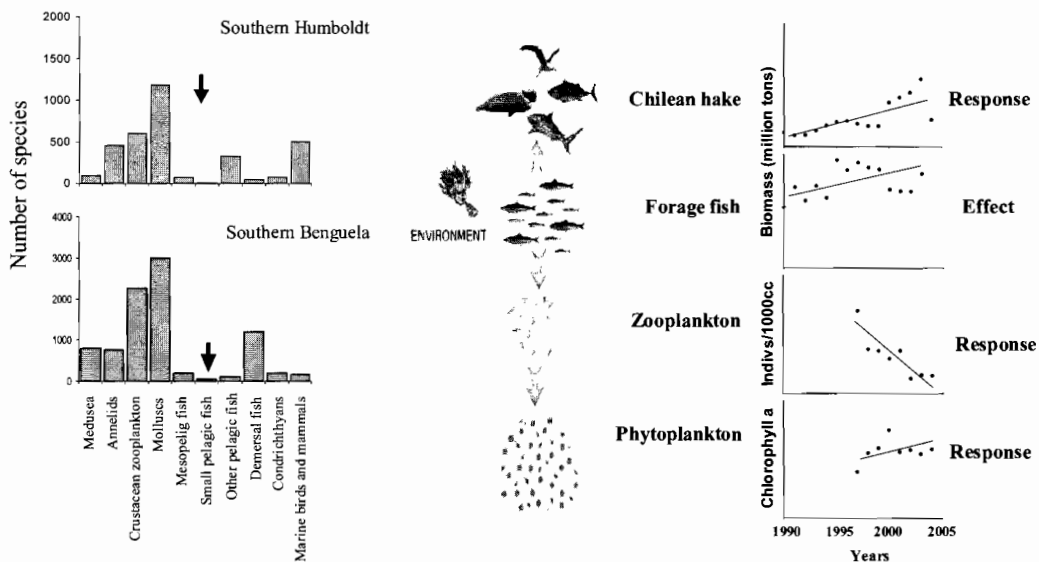 Number of species
Southern Humboldt
2000
1500
1000
500
0
Southern Benguela
4000
3000
2000
1000
0
Medusea
Annelids
Crustacean zooplankton
Molluscs
Mesopelig fish
Small pelagic fish
Other pelagic fish
Demersal fish
Condrichthyans
Marine birds and mammals
ENVIRONMENT
Chilean hake
Forage fish
Zooplankton
Phytoplankton
Biomass (million tons)
Indivs/1000cc
Chlorophyll a
Response
Effect
Response
Response
1990 1995 2000 2005
Years